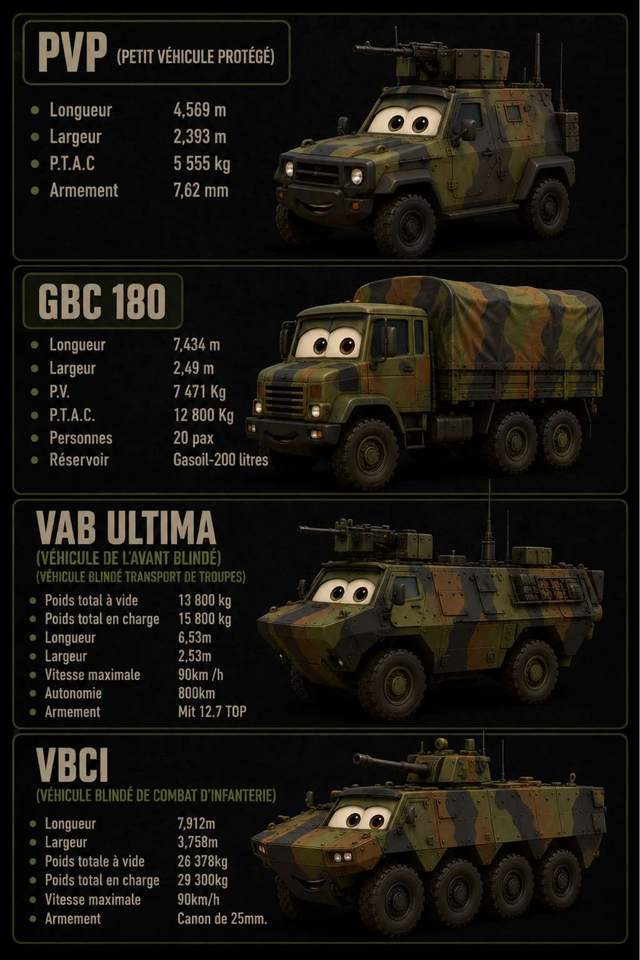 PVP (PETIT VÉHICULE PROTÉGÉ)
Longueur 4,569 m
Largeur 2,393 m
P.T.A.C 5 555 kg
Armement 7,62 mm
GBC 180
Longueur 7,434 m
Largeur 2,49 m
P.V. 7 471 Kg
P.T.A.C. 12 800 Kg
Personnes 20 pax
Réservoir Gasoil-200 litres
VAB ULTIMA
(VÉHICULE DE L'AVANT BLINDÉ)
(VÉHICULE BLINDÉ TRANSPORT DE TROUPES)
Poids total à vide 13 800 kg
Poids total en charge 15 800 kg
Longueur 6,53m
Largeur 2,53m
Vitesse maximale 90km /h
Autonomie 800km
Armement Mit 12.7 TOP
VBCI
(VÉHICULE BLINDÉ DE COMBAT D'INFANTERIE)
Longueur 7,912m
Largeur 3,758m
Poids totale à vide 26 378kg
Poids total en charge 29 300kg
Vitesse maximale 90km/h
Armement Canon de 25mm.